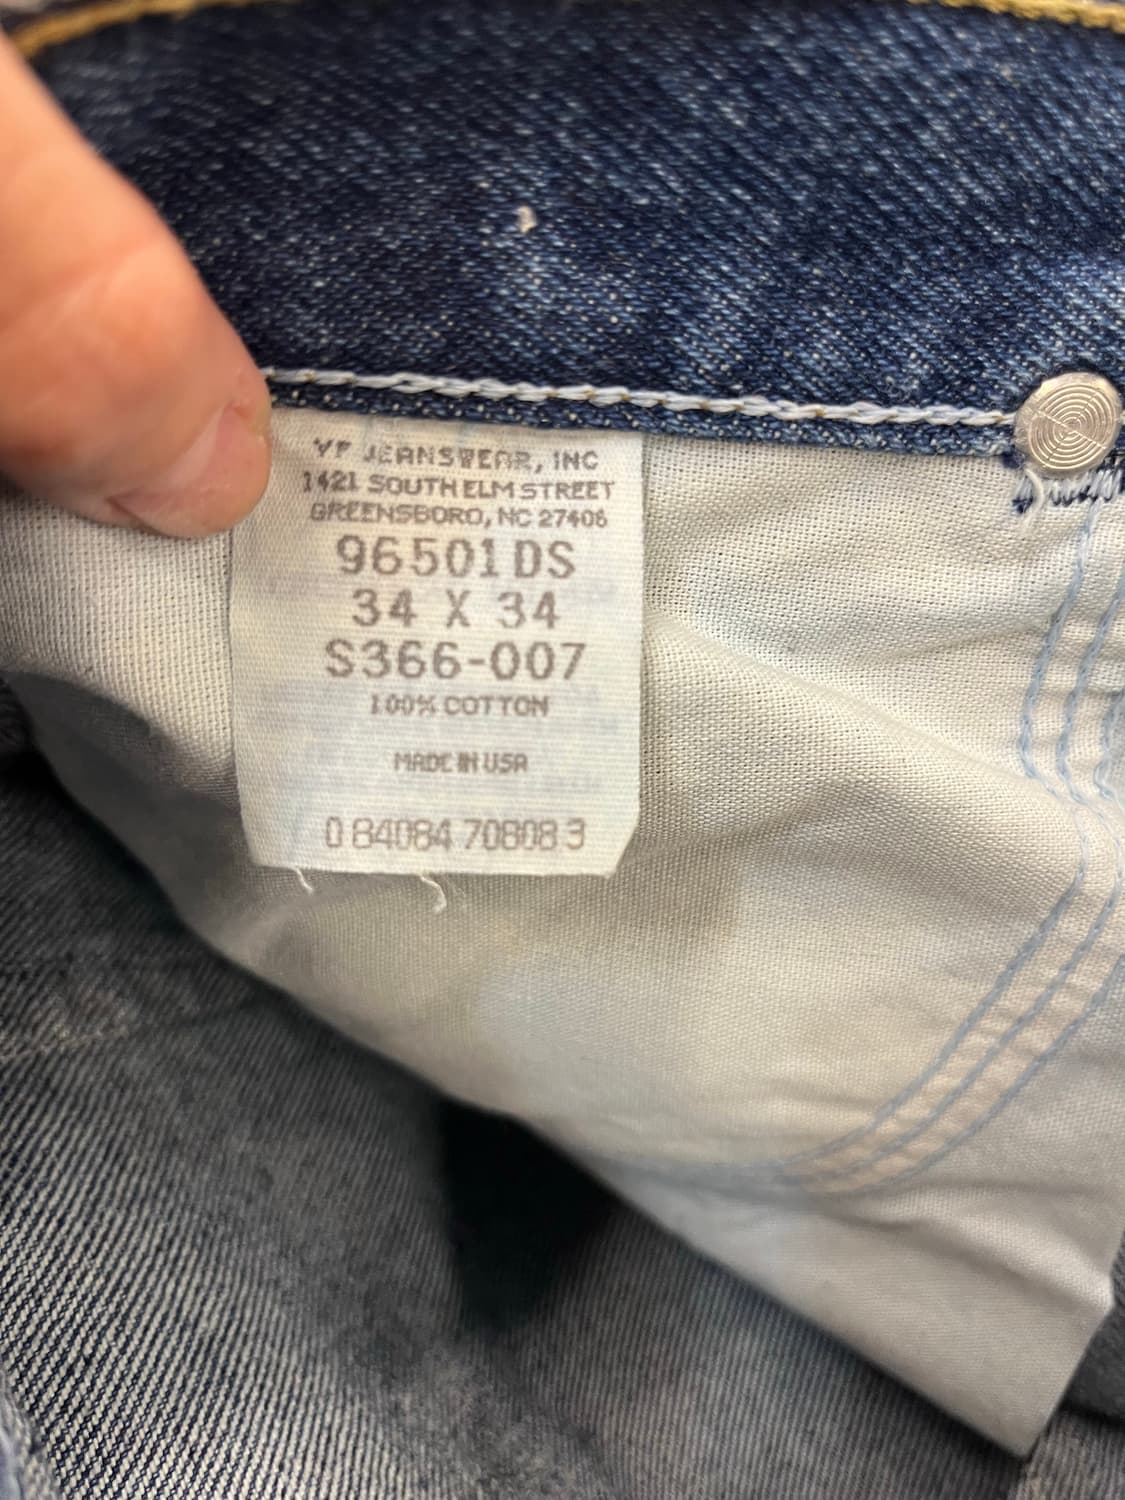 VF JEANSWEAR, INC
1421 SOUTH ELM STREET
GREENSBORO, NC 27406
96501DS
34 X 34
S366-007
100% COTTON
MADE IN USA
0 84084 70808 3